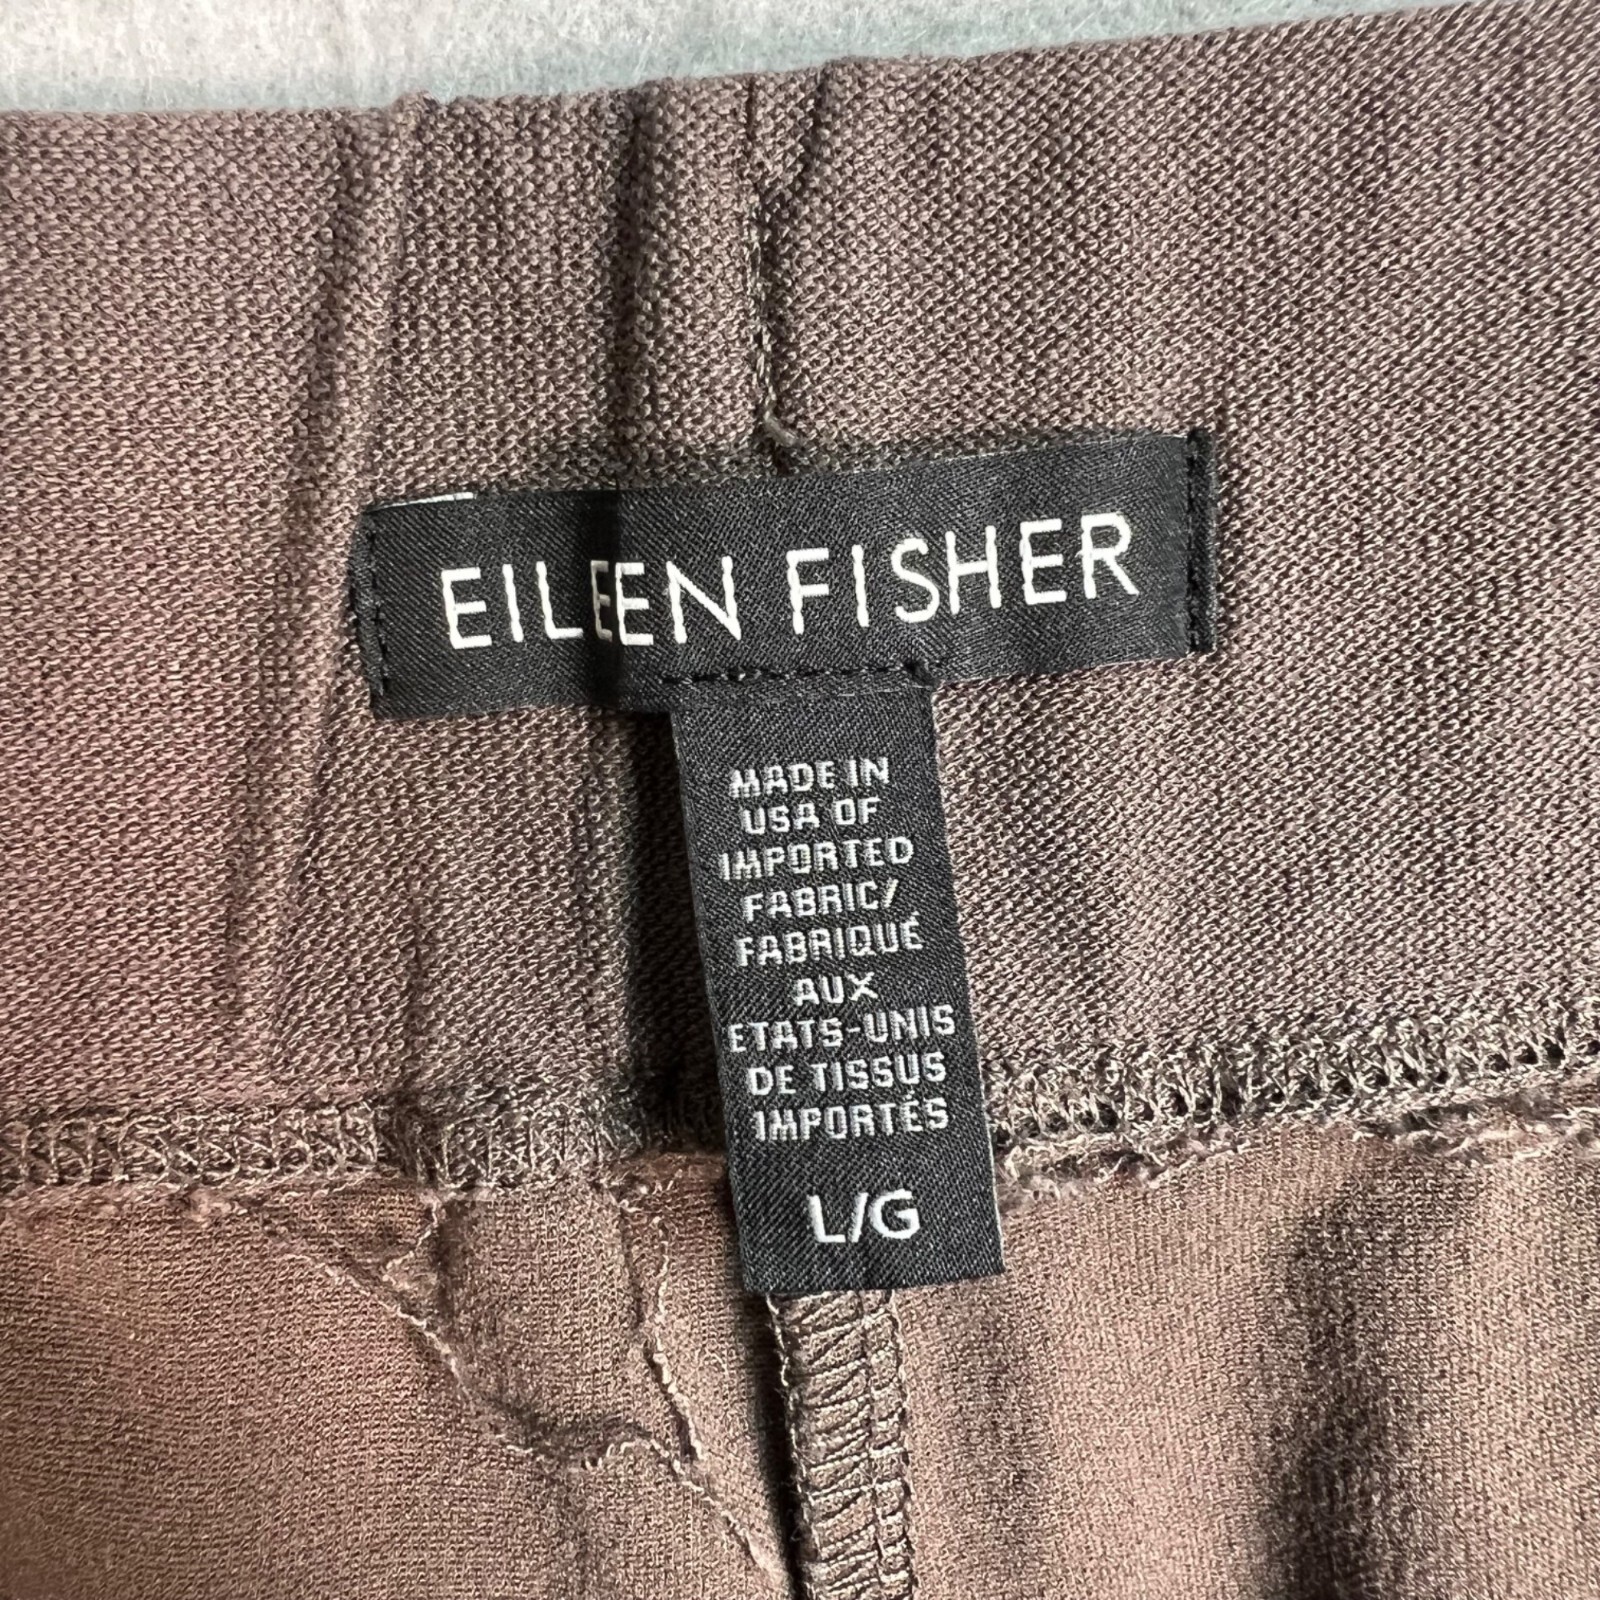 EILEEN FISHER
MADE IN
USA OF
IMPORTED
FABRIC/
FABRIQUÉ
AUX
ETATS-UNIS
DE TISSUS
IMPORTÉS
L/G